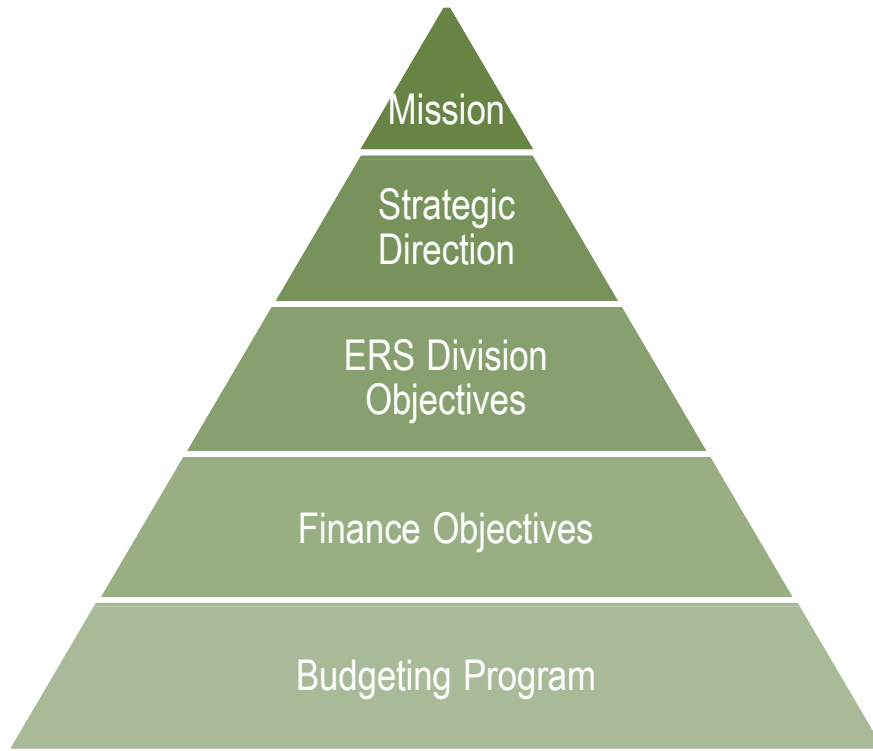 Mission
Strategic
Direction
ERS Division
Objectives
Finance Objectives
Budgeting Program